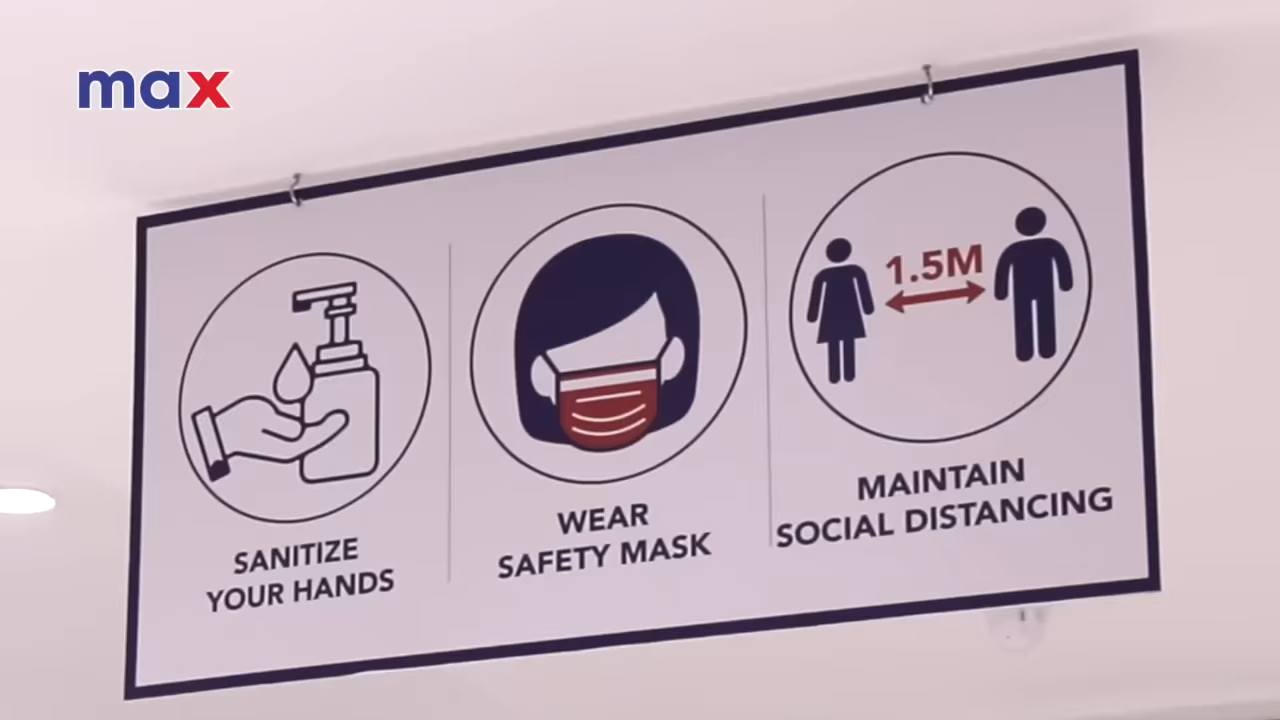 max
SANITIZE
YOUR HANDS
WEAR
SAFETY MASK
1.5M
MAINTAIN
SOCIAL DISTANCING